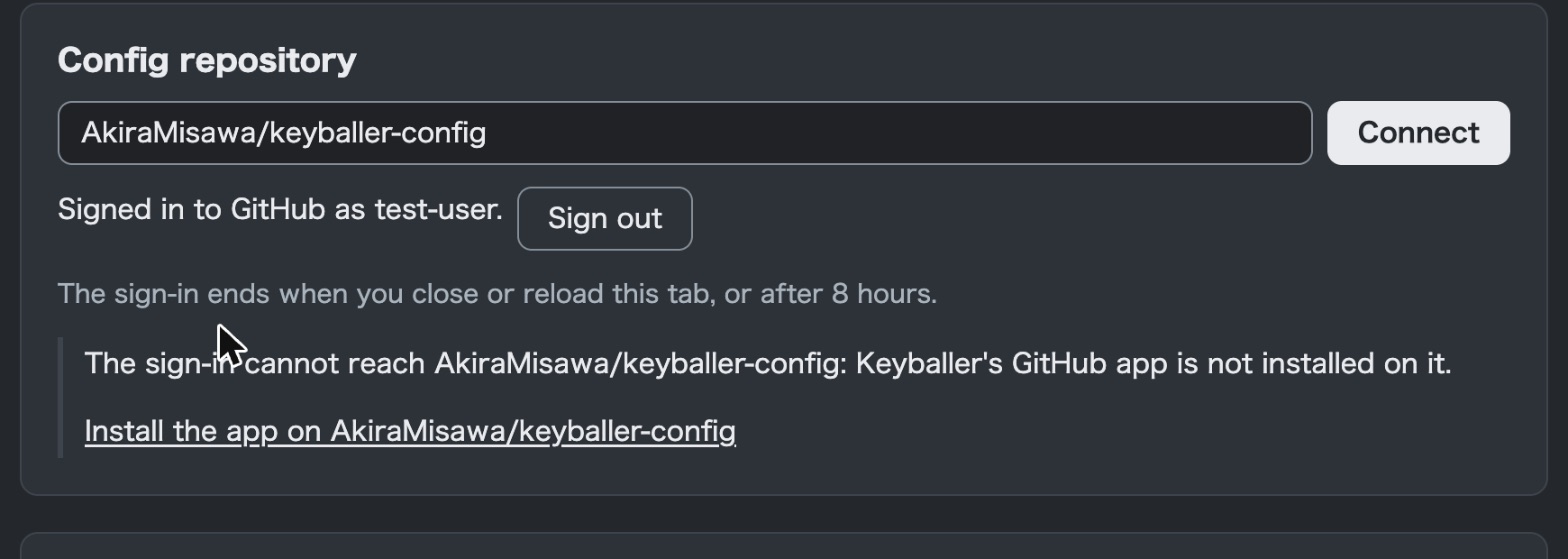 Config repository
AkiraMisawa/keyballer-config
Connect
Signed in to GitHub as test-user.
Sign out
The sign-in ends when you close or reload this tab, or after 8 hours.
The sign-in cannot reach AkiraMisawa/keyballer-config: Keyballer's GitHub app is not installed on it.
Install the app on AkiraMisawa/keyballer-config